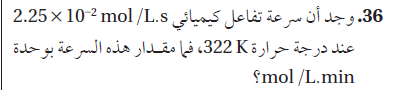 36. وجد أن سرعة تفاعل كيميائي 2.25 × 10⁻² mol /L.s
عند درجة حرارة 322 K، فما مقدار هذه السرعة بوحدة
mol /L.min؟